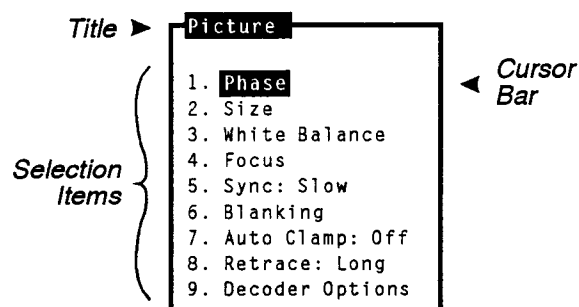 Title
Picture
1. Phase
Cursor
Bar
2. Size
3. White Balance
4. Focus
Selection
Items
5. Sync: Slow
6. Blanking
7. Auto Clamp: Off
8. Retrace: Long
9. Decoder Options